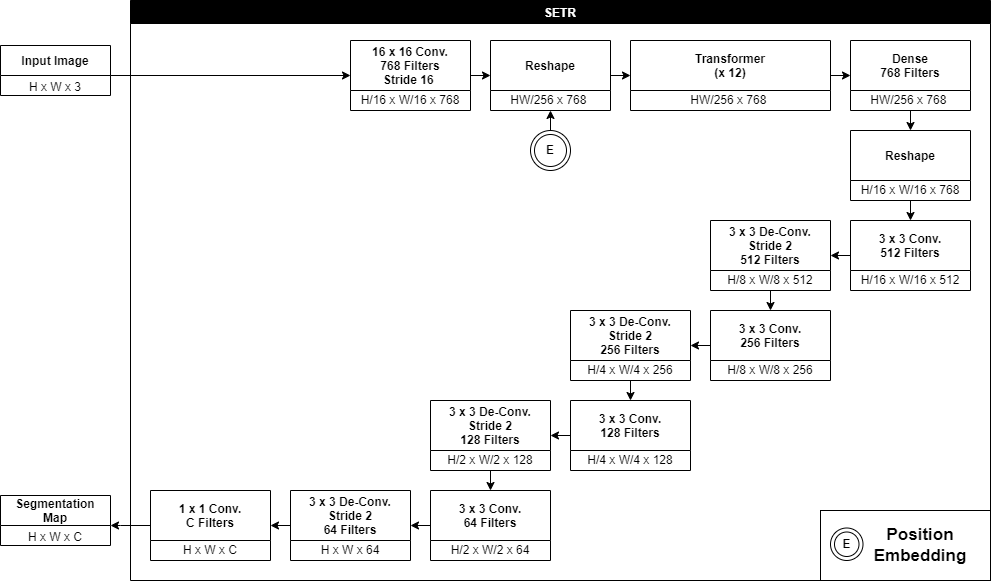 SETR
Input Image
H x W x 3
16 x 16 Conv.
768 Filters
Stride 16
H/16 x W/16 x 768
Reshape
HW/256 x 768
E
Transformer
(x 12)
HW/256 x 768
Dense
768 Filters
HW/256 x 768
Reshape
H/16 x W/16 x 768
3 x 3 Conv.
512 Filters
H/16 x W/16 x 512
3 x 3 De-Conv.
Stride 2
512 Filters
H/8 x W/8 x 512
3 x 3 Conv.
256 Filters
H/8 x W/8 x 256
3 x 3 De-Conv.
Stride 2
256 Filters
H/4 x W/4 x 256
3 x 3 Conv.
128 Filters
H/4 x W/4 x 128
3 x 3 De-Conv.
Stride 2
128 Filters
H/2 x W/2 x 128
3 x 3 Conv.
64 Filters
H/2 x W/2 x 64
3 x 3 De-Conv.
Stride 2
64 Filters
H x W x 64
1 x 1 Conv.
C Filters
H x W x C
Segmentation
Map
H x W x C
E
Position
Embedding